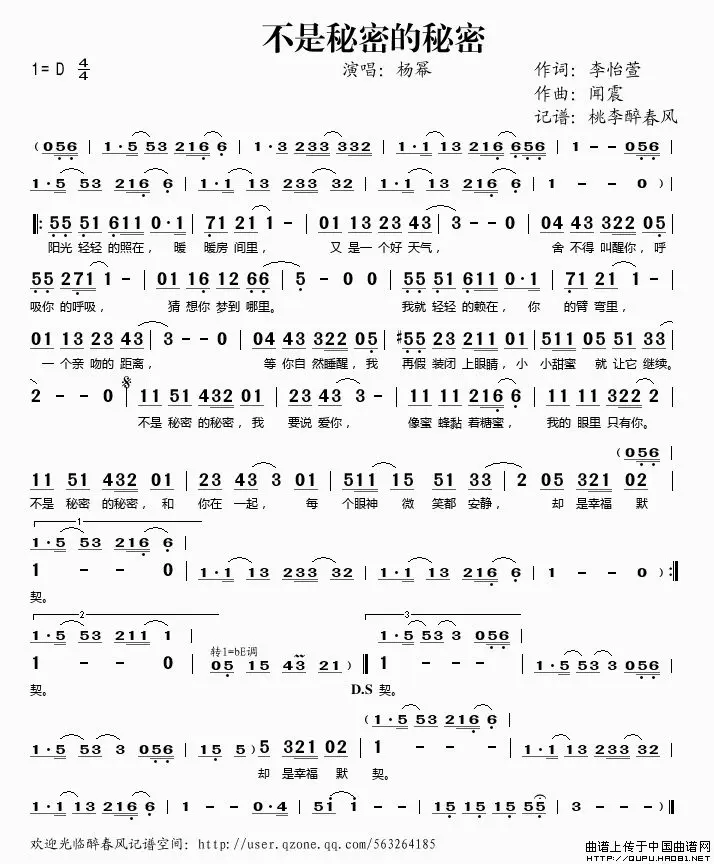 不是秘密的秘密
1=D 4/4 演唱：杨幂 作词：李怡萱
作曲：闻震
记谱：桃李醉春风
(056 | 1·5 53 216 6 | 1·3 233 332 | 1·1 13 216 656 | 1 - - 056 |
1·5 53 216 6 | 1·1 13 233 32 | 1·1 13 216 6 | 1 - - 0 )
‖: 55 51 611 0·1 | 71 21 1 - | 01 13 23 43 | 3 - - 0 | 04 43 322 05 |
阳光 轻轻 的照在， 暖 暖房 间里， 又 是一 个好 天气， 舍 不得 叫醒你，呼
55 22 71 1 - | 01 16 12 66 | 5 - 0 0 | 55 51 611 0·1 | 71 21 1 - |
吸你 的呼吸， 猜 想你 梦到 哪里。 我就 轻轻 的赖在， 你 的臂 弯里，
01 13 23 43 | 3 - - 0 | 04 43 322 05 | #55 23 211 01 | 511 05 51 33 |
一个亲 吻的 距离， 等 你自 然睡醒，我 再假 装闭 上眼睛，小 小甜蜜 就 让它 继续。
2 - - 0 | 11 51 432 01 | 23 43 3 - | 11 11 216 6 | 11 11 322 2 |
不是 秘密 的秘密，我 要说 爱你， 像蜜 蜂黏 着糖蜜， 我的 眼里 只有你。
(056
11 51 432 01 | 23 43 3 01 | 511 15 51 33 | 2 05 321 02 |
不是 秘密 的秘密，和 你在 一起， 每 个眼神 微 笑都 安静， 却 是幸福 默
1
1·5 53 216 6 |
1 - - 0 | 1·1 13 233 32 | 1·1 13 216 6 | 1 - - 0 ) :‖
契。
2 3
1·5 53 211 1 | 1·5 53 3 056 |
转1=bE调
1 - - 0 | 05 15 43 21 ) ‖ 1 - - - | 1·5 53 3 056 |
契。 D.S 契。
(1·5 53 216 6 |
1·5 53 3 056 | 15 5 ) 5 321 02 | 1 - - - | 1·1 13 233 32 |
却 是幸福 默 契。
1·1 13 216 6 | 1 - - 0·4 | 51 1 - - | 15 15 15 55 | 3 - - 0 ‖
欢迎光临醉春风记谱空间：http://user.qzone.qq.com/563264185
曲谱上传于中国曲谱网
http://QUPU.HAO81.NET